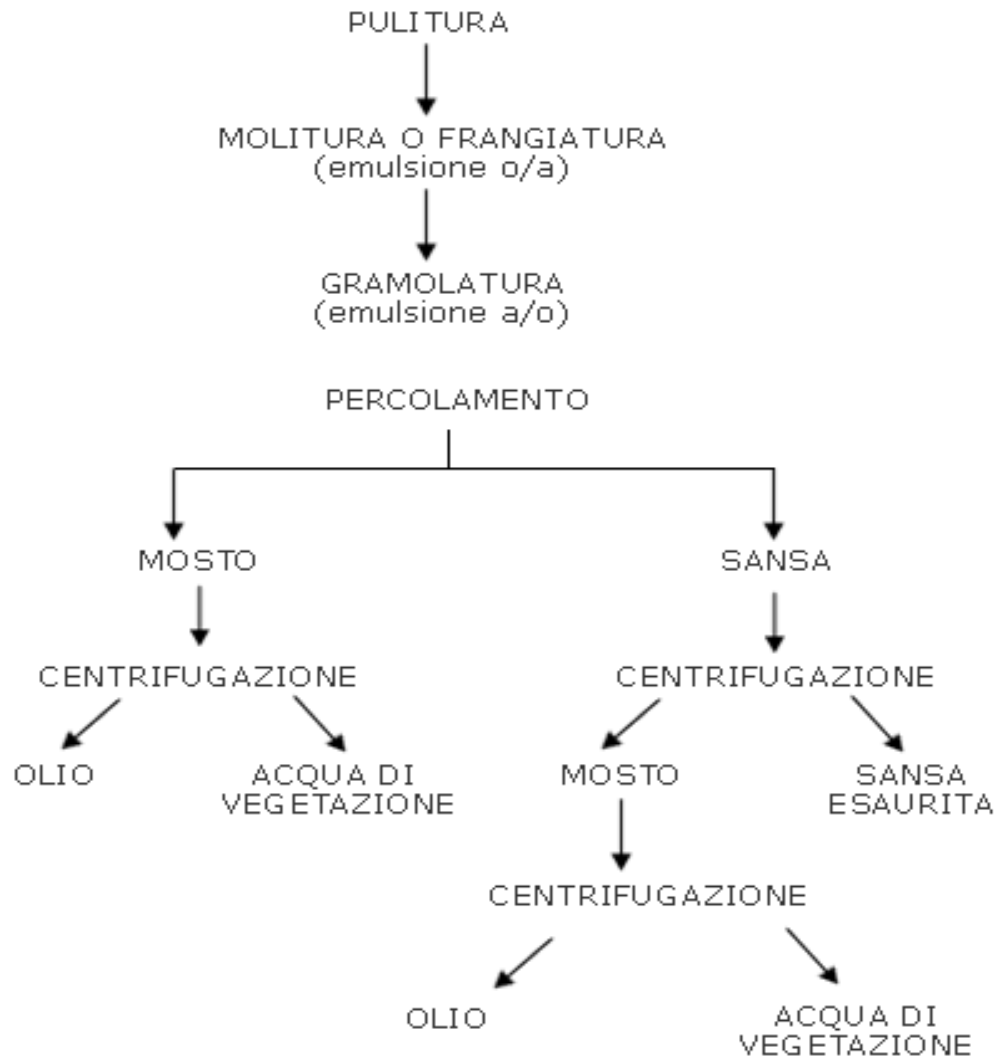 PULITURA
MOLITURA O FRANGIATURA
(emulsione o/a)
GRAMOLATURA
(emulsione a/o)
PERCOLAMENTO
MOSTO
SANSA
CENTRIFUGAZIONE
CENTRIFUGAZIONE
OLIO
ACQUA DI
VEGETAZIONE
MOSTO
SANSA
ESAURITA
CENTRIFUGAZIONE
OLIO
ACQUA DI
VEGETAZIONE